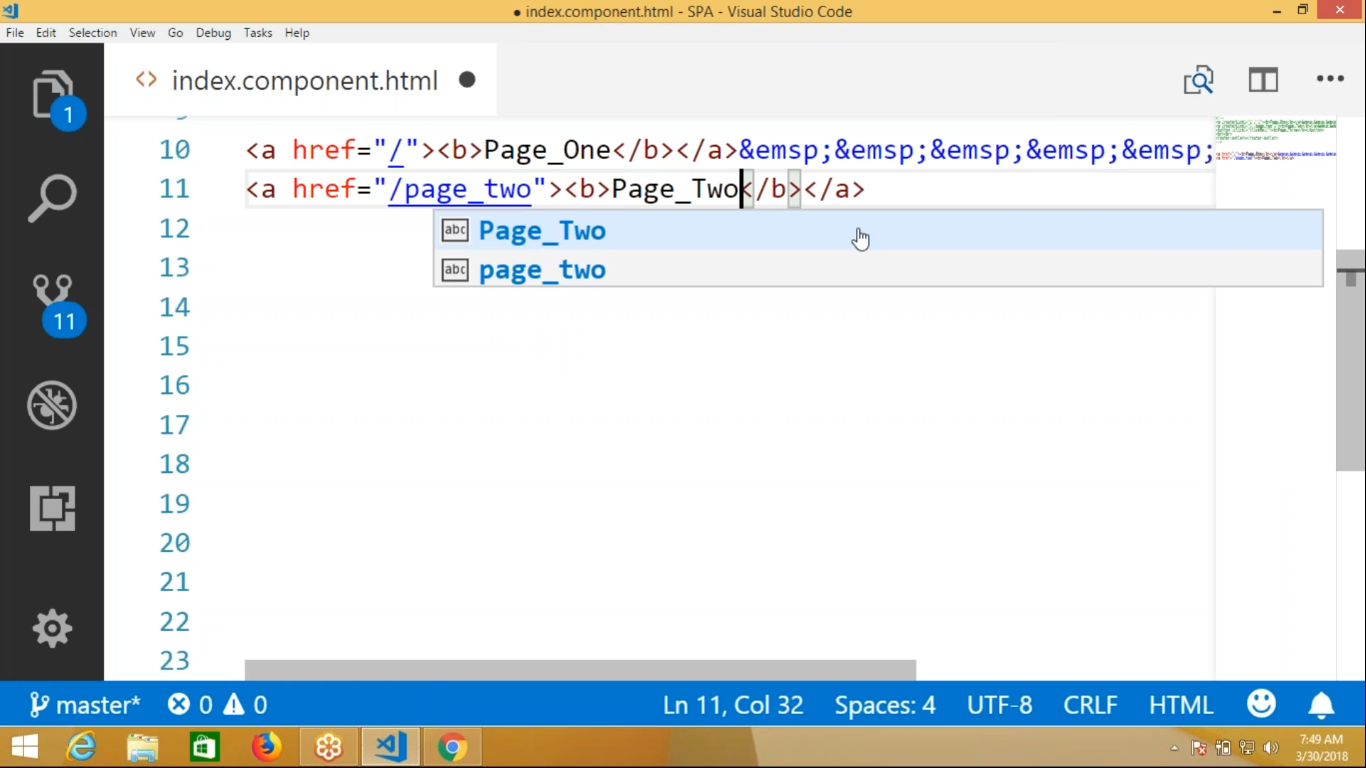 ● index.component.html - SPA - Visual Studio Code
File Edit Selection View Go Debug Tasks Help
<> index.component.html ●
1
10 <a href="/"><b>Page_One</b></a>&emsp;&emsp;&emsp;&emsp;&emsp;
11 <a href="/page_two"><b>Page_Two</b></a>
12
abc Page_Two
13
abc page_two
14
11
15
16
17
18
19
20
21
22
23
master* 0 0 Ln 11, Col 32 Spaces: 4 UTF-8 CRLF HTML
7:49 AM
3/30/2018